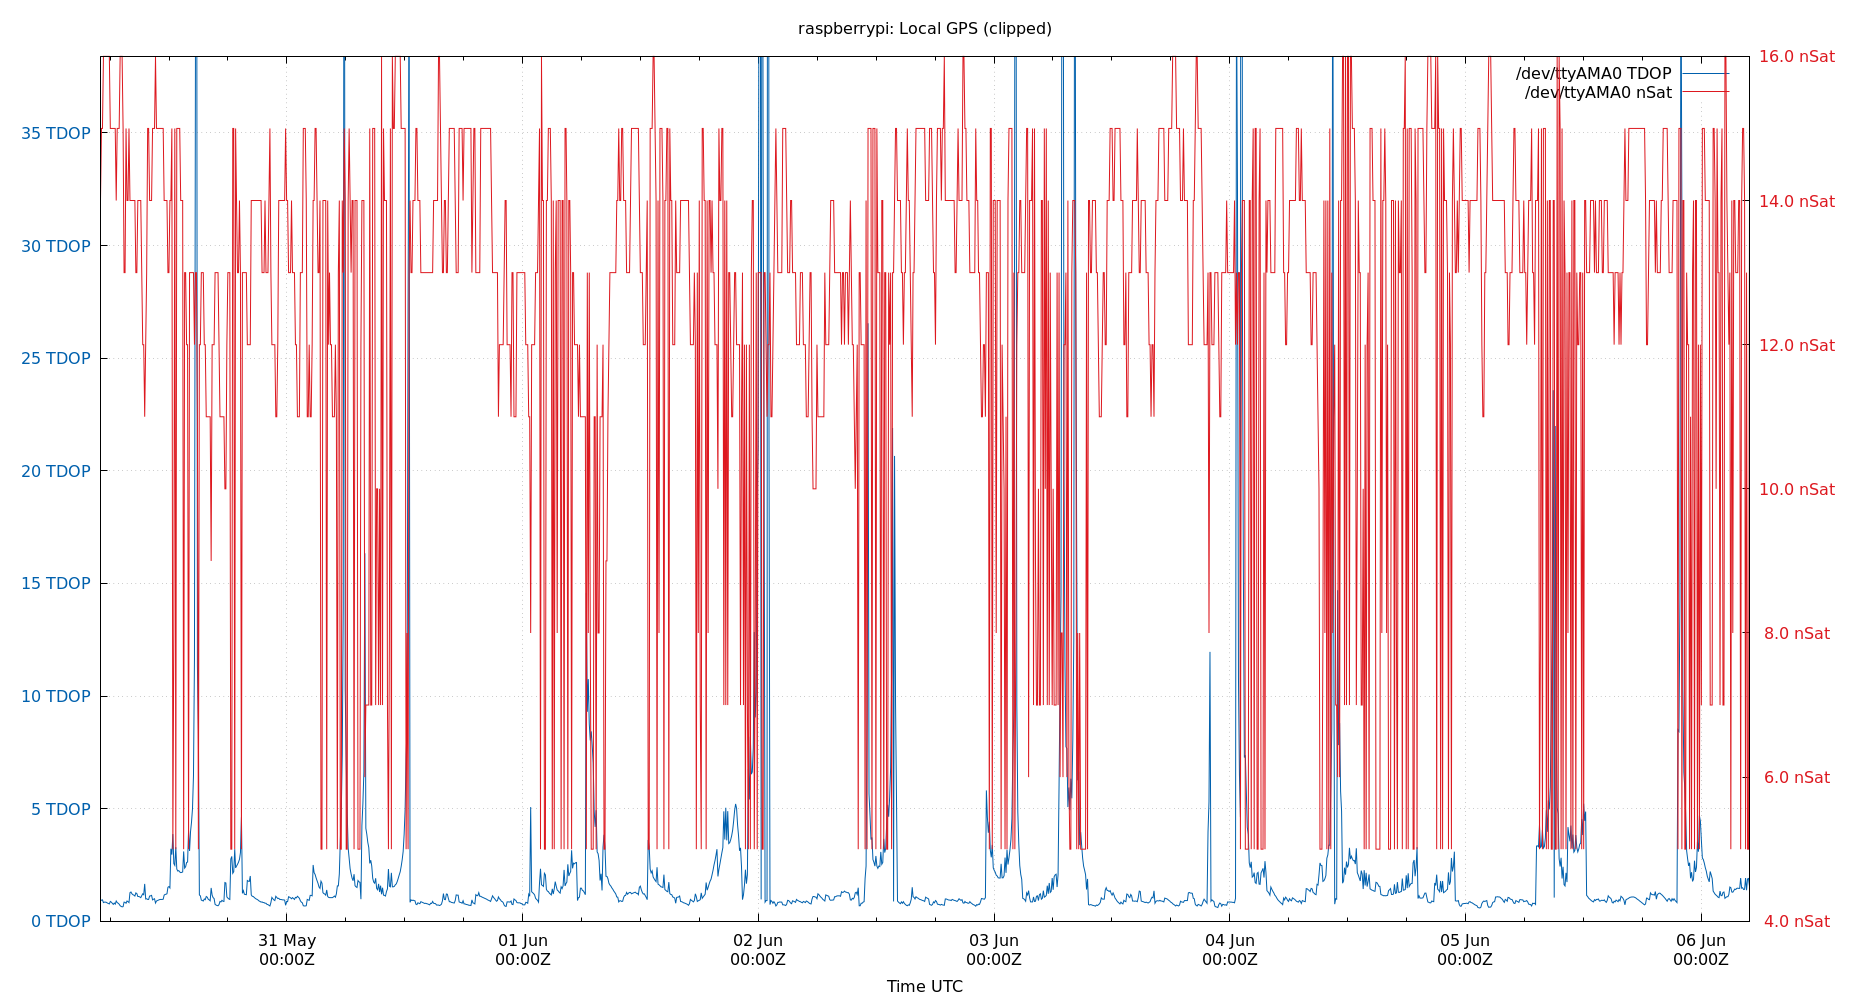 raspberrypi: Local GPS (clipped)
16.0 nSat
/dev/ttyAMA0 TDOP
/dev/ttyAMA0 nSat
35 TDOP
14.0 nSat
30 TDOP
25 TDOP
12.0 nSat
20 TDOP
10.0 nSat
15 TDOP
8.0 nSat
10 TDOP
6.0 nSat
5 TDOP
0 TDOP
4.0 nSat
31 May 01 Jun 02 Jun 03 Jun 04 Jun 05 Jun 06 Jun
00:00Z 00:00Z 00:00Z 00:00Z 00:00Z 00:00Z 00:00Z
Time UTC